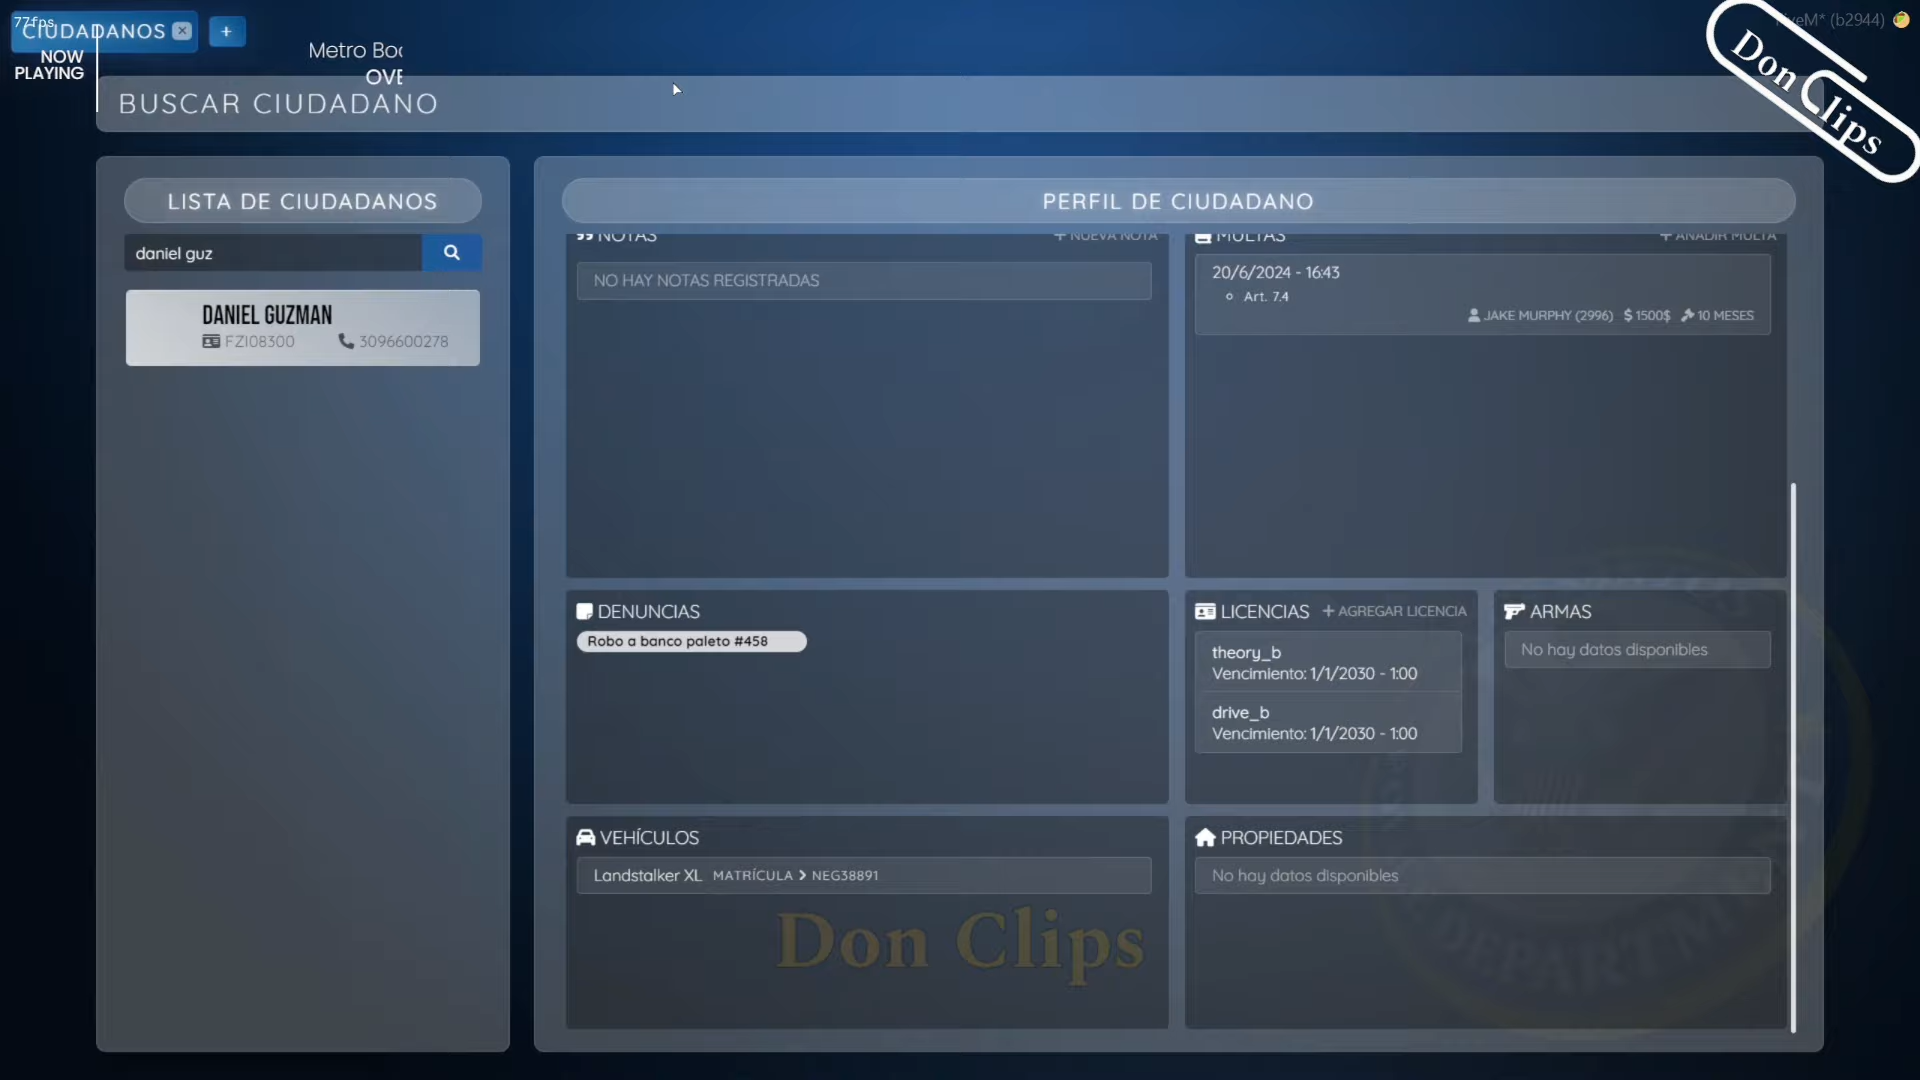 77fps
CIUDADANOS
+
NOW
PLAYING
Metro Boo
OVE
FiveM* (b2944)
Don Clips
BUSCAR CIUDADANO
LISTA DE CIUDADANOS
daniel guz
DANIEL GUZMAN
FZI08300 3096600278
PERFIL DE CIUDADANO
NOTAS + NUEVA NOTA
NO HAY NOTAS REGISTRADAS
MULTAS + AÑADIR MULTA
20/6/2024 - 16:43
Art. 7.4
JAKE MURPHY (2996) $ 1500$ 10 MESES
DENUNCIAS
Robo a banco paleto #458
LICENCIAS + AGREGAR LICENCIA
theory_b
Vencimiento: 1/1/2030 - 1:00
drive_b
Vencimiento: 1/1/2030 - 1:00
ARMAS
No hay datos disponibles
VEHÍCULOS
Landstalker XL MATRÍCULA > NEG38891
PROPIEDADES
No hay datos disponibles
Don Clips